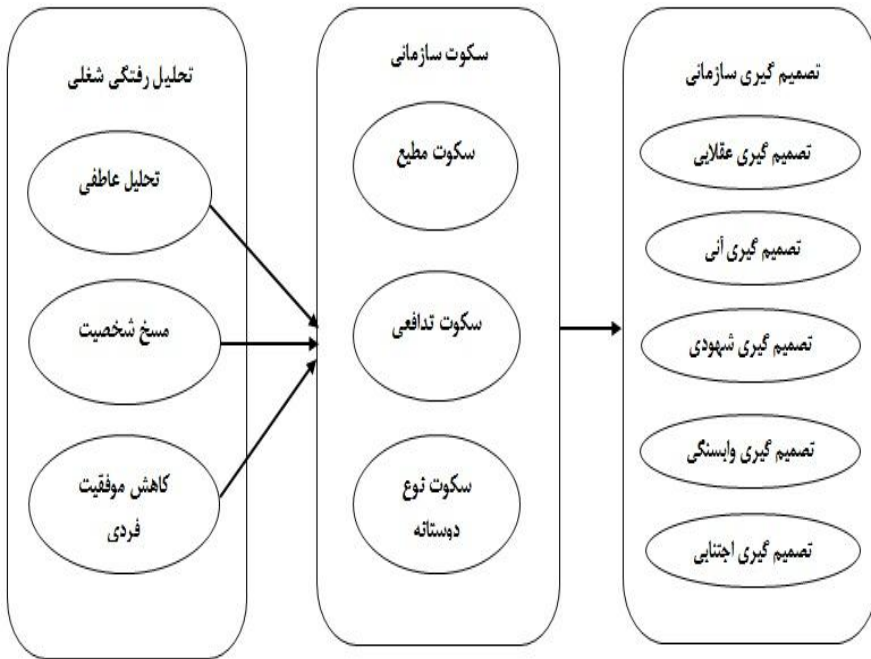 تحلیل رفتگی شغلی
تحلیل عاطفی
مسخ شخصیت
کاهش موفقیت
فردی
سکوت سازمانی
سکوت مطیع
سکوت تدافعی
سکوت نوع
دوستانه
تصمیم گیری سازمانی
تصمیم گیری عقلایی
تصمیم گیری آنی
تصمیم گیری شهودی
تصمیم گیری وابستگی
تصمیم گیری اجتنابی